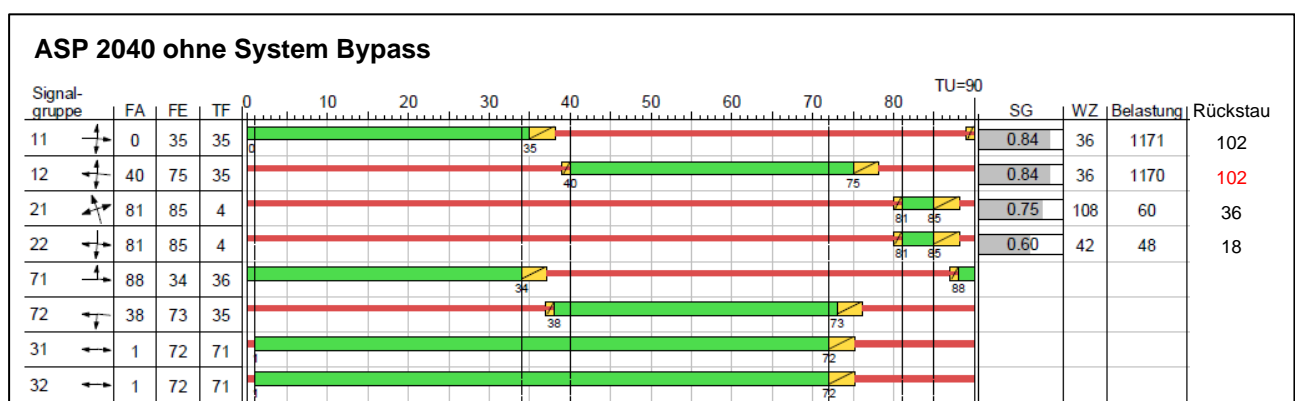 ASP 2040 ohne System Bypass
TU=90
Signal-
gruppe FA FE TF 0 10 20 30 40 50 60 70 80 SG WZ Belastung Rückstau
11 0 35 35 0 35 0.84 36 1171 102
12 40 75 35 40 75 0.84 36 1170 102
21 81 85 4 81 85 0.75 108 60 36
22 81 85 4 81 85 0.60 42 48 18
71 88 34 36 34 88
72 38 73 35 38 73
31 1 72 71 1 72
32 1 72 71 1 72